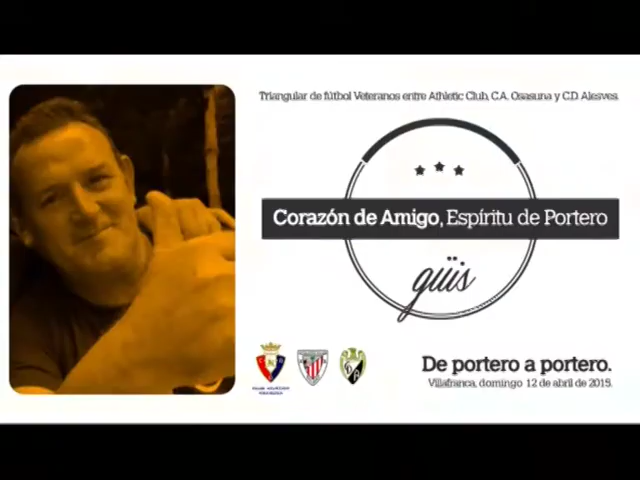 Triangular de fútbol Veteranos entre Athletic Club, C.A. Osasuna y C.D. Alesves.
Corazón de Amigo, Espíritu de Portero
güis
De portero a portero.
Villafranca, domingo 12 de abril de 2015.